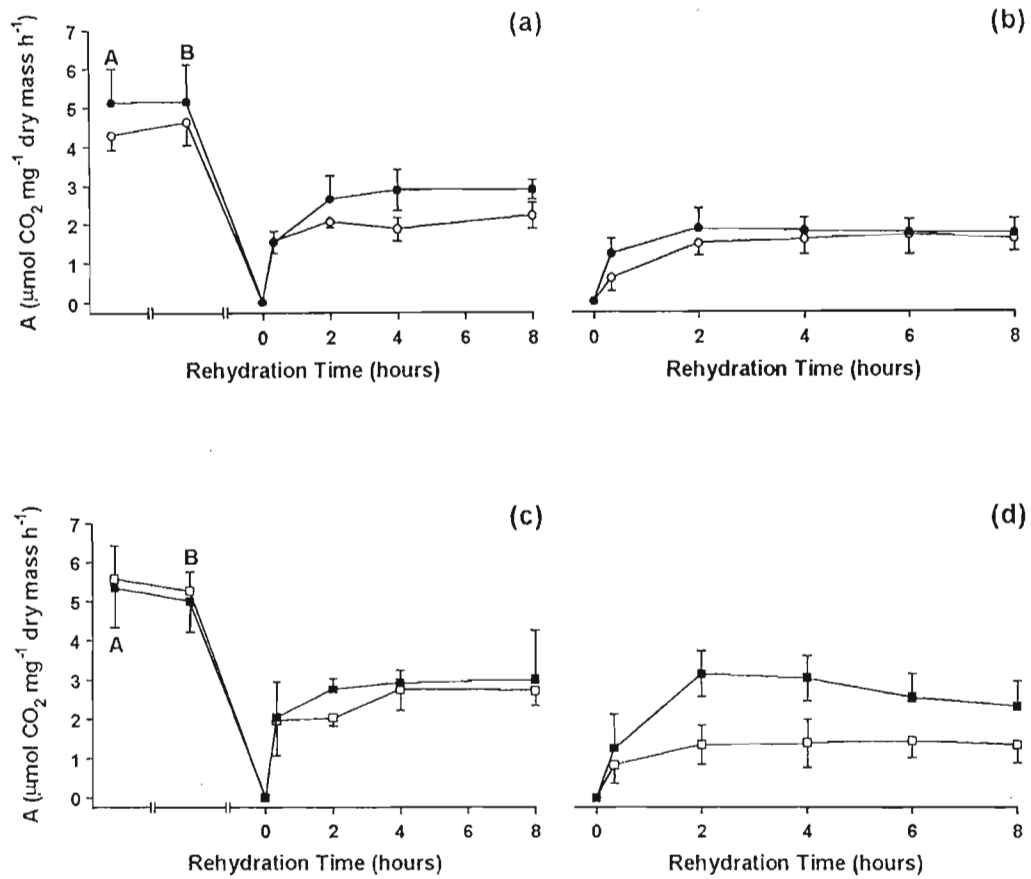 (a)
(b)
A (μmol CO₂ mg⁻¹ dry mass h⁻¹)
7
6
5
4
3
2
1
0
A
B
0 2 4 8
Rehydration Time (hours)
0 2 4 6 8
Rehydration Time (hours)
(c)
(d)
A (μmol CO₂ mg⁻¹ dry mass h⁻¹)
7
6
5
4
3
2
1
0
B
A
0 2 4 8
Rehydration Time (hours)
0 2 4 6 8
Rehydration Time (hours)